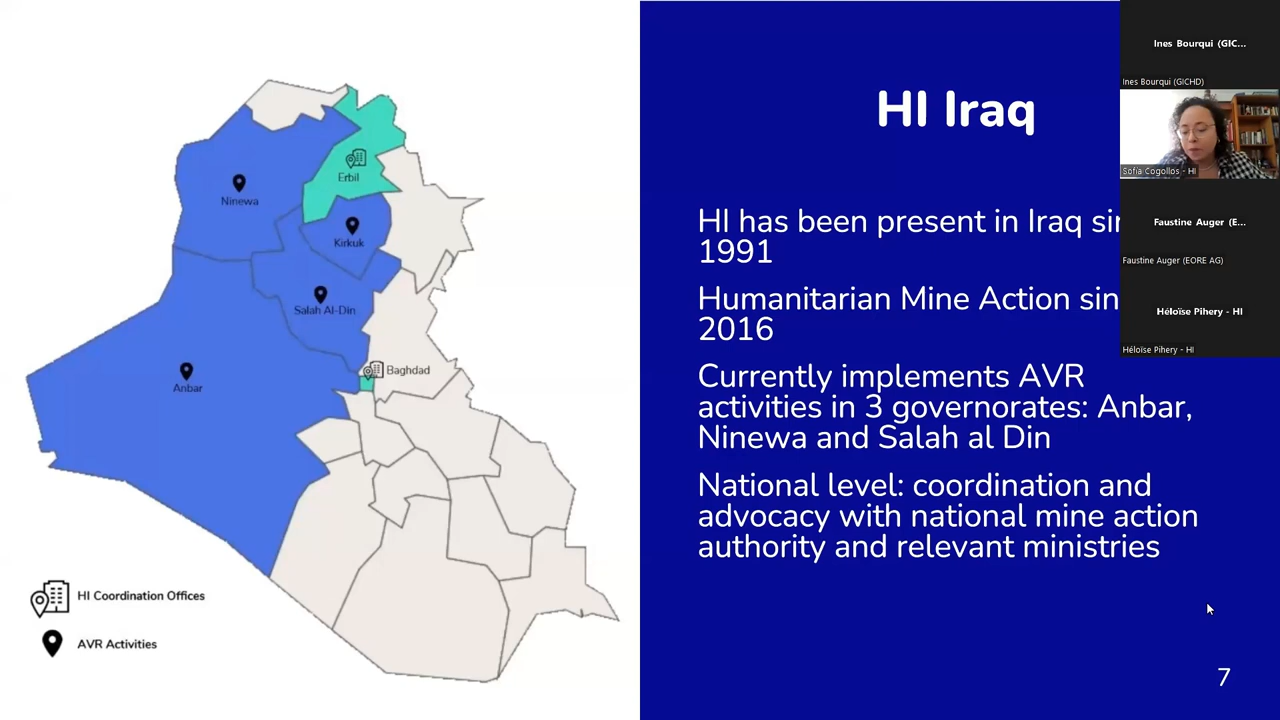 HI Iraq
HI has been present in Iraq sin
1991
Humanitarian Mine Action sin
2016
Currently implements AVR
activities in 3 governorates: Anbar,
Ninewa and Salah al Din
National level: coordination and
advocacy with national mine action
authority and relevant ministries
7
Erbil
Ninewa
Kirkuk
Salah Al-Din
Baghdad
Anbar
HI Coordination Offices
AVR Activities
Ines Bourqui (GIC...
Ines Bourqui (GICHD)
Sofia Cogollos - HI
Faustine Auger (E...
Faustine Auger (EORE AG)
Héloïse Pihery - HI
Héloïse Pihery - HI